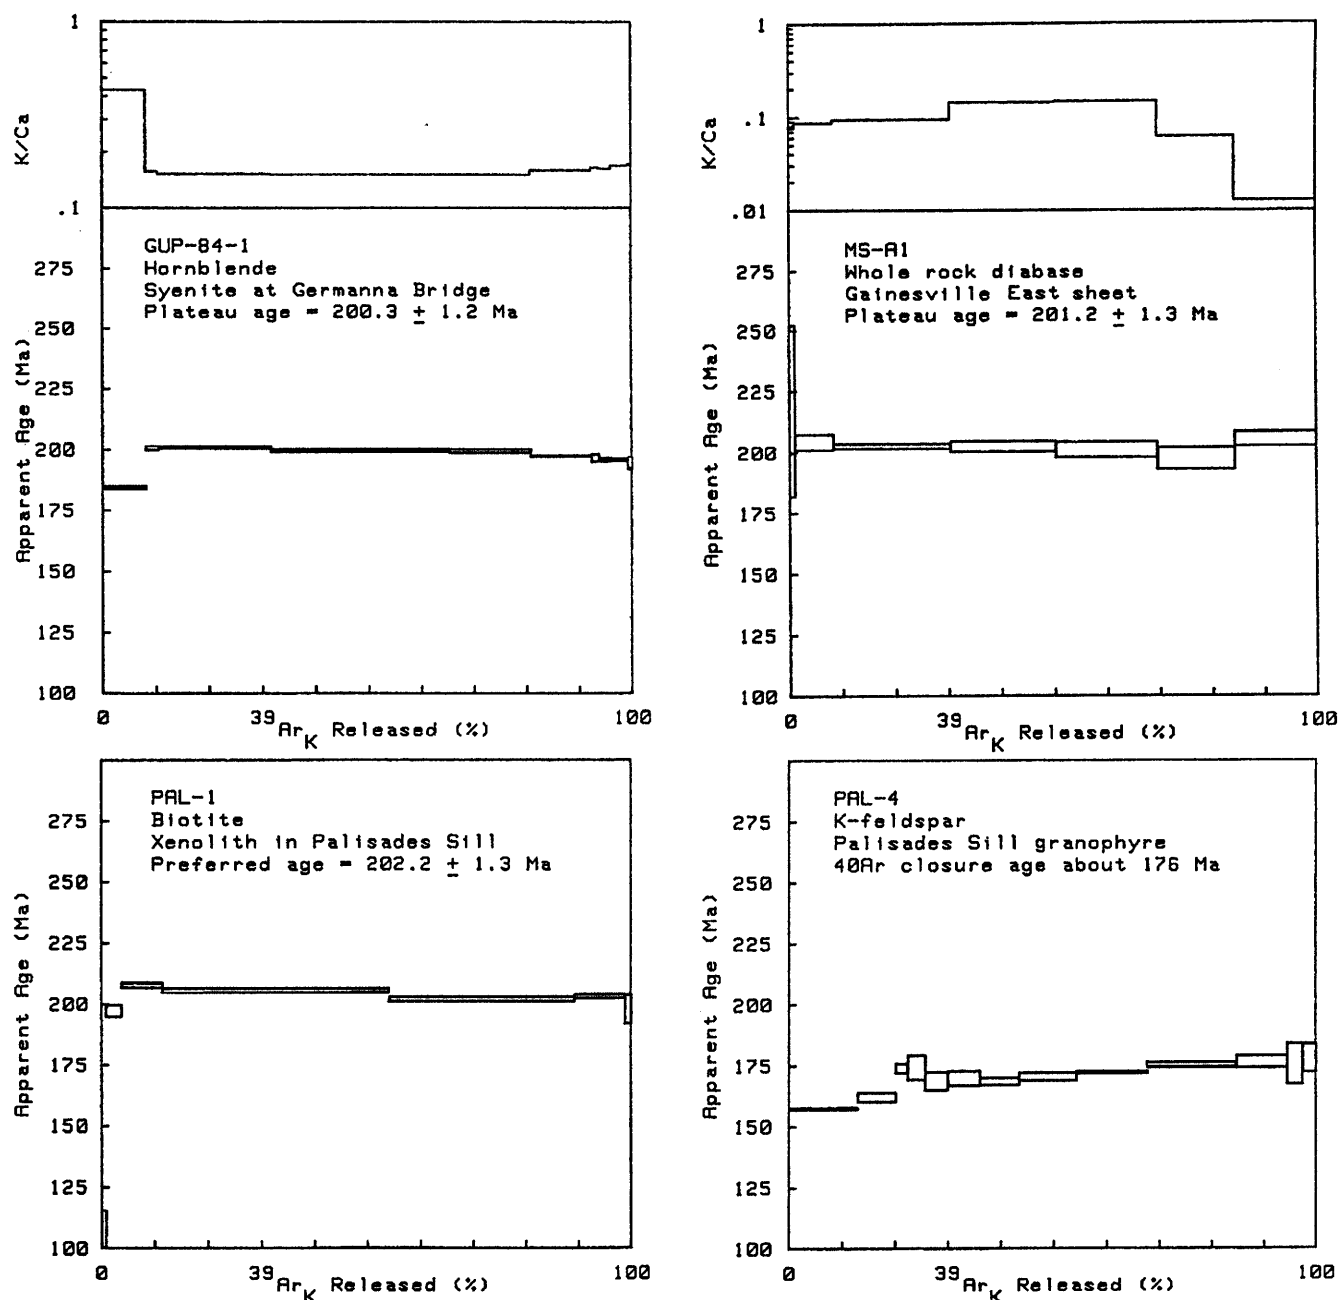 1
K/Ca
.1
GUP-84-1
Hornblende
Syenite at Germanna Bridge
Plateau age = 200.3 ± 1.2 Ma
275
250
225
200
175
150
125
100
Apparent Age (Ma)
0
100
39ArK Released (%)
1
.1
.01
K/Ca
MS-A1
Whole rock diabase
Gainesville East sheet
Plateau age = 201.2 ± 1.3 Ma
275
250
225
200
175
150
125
100
Apparent Age (Ma)
0
100
39ArK Released (%)
PAL-1
Biotite
Xenolith in Palisades Sill
Preferred age = 202.2 ± 1.3 Ma
275
250
225
200
175
150
125
100
Apparent Age (Ma)
0
100
39ArK Released (%)
PAL-4
K-feldspar
Palisades Sill granophyre
40Ar closure age about 176 Ma
275
250
225
200
175
150
125
100
Apparent Age (Ma)
0
100
39ArK Released (%)